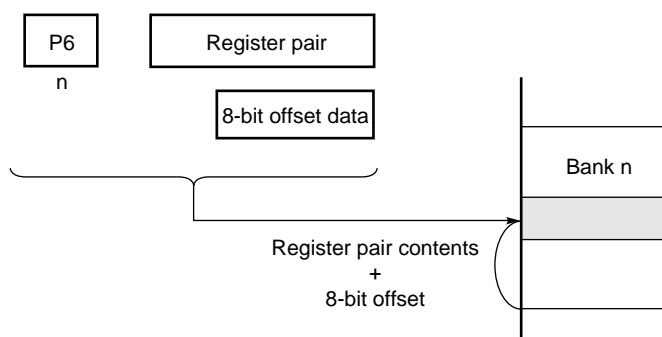 P6
Register pair
n
8-bit offset data
Bank n
Register pair contents
+
8-bit offset